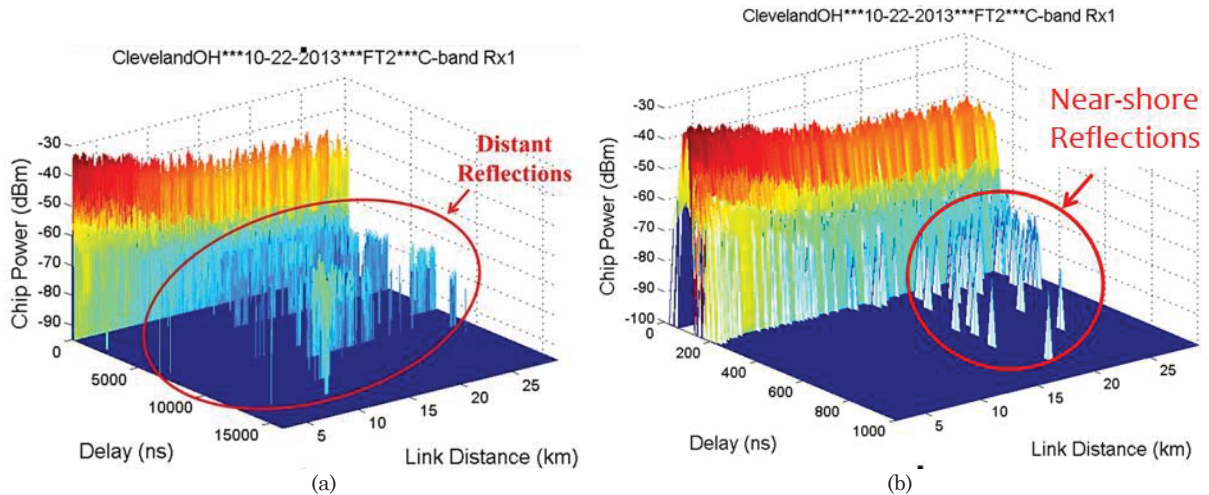 (a)
ClevelandOH***10-22-2013***FT2***C-band Rx1
Distant
Reflections
Chip Power (dBm)
-30
-40
-50
-60
-70
-80
-90
0
5000
10000
15000
Delay (ns)
5
10
15
20
25
Link Distance (km)
(a)
(b)
ClevelandOH***10-22-2013***FT2***C-band Rx1
Near-shore
Reflections
Chip Power (dBm)
-30
-40
-50
-60
-70
-80
-90
-100
0
200
400
600
800
1000
Delay (ns)
5
10
15
20
25
Link Distance (km)
(b)